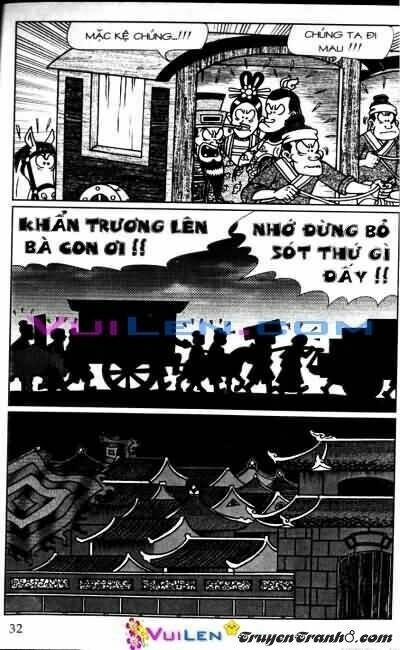 MẶC KỆ CHÚNG...!!!
CHÚNG TA ĐI
MAU !!!
KHẨN TRƯƠNG LÊN
BÀ CON ƠI !!
NHỚ ĐỪNG BỎ
SÓT THỨ GÌ
ĐẤY !!
VuiLen.com
32
VuiLen
TruyenTranh8.com